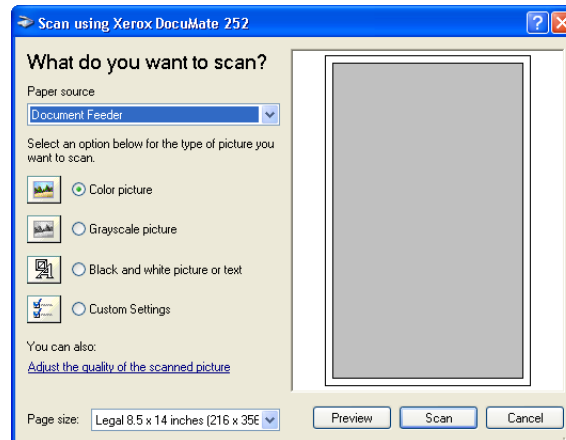 Scan using Xerox DocuMate 252
What do you want to scan?
Paper source
Document Feeder
Select an option below for the type of picture you
want to scan.
Color picture
Grayscale picture
Black and white picture or text
Custom Settings
You can also:
Adjust the quality of the scanned picture
Page size: Legal 8.5 x 14 inches (216 x 356
Preview Scan Cancel